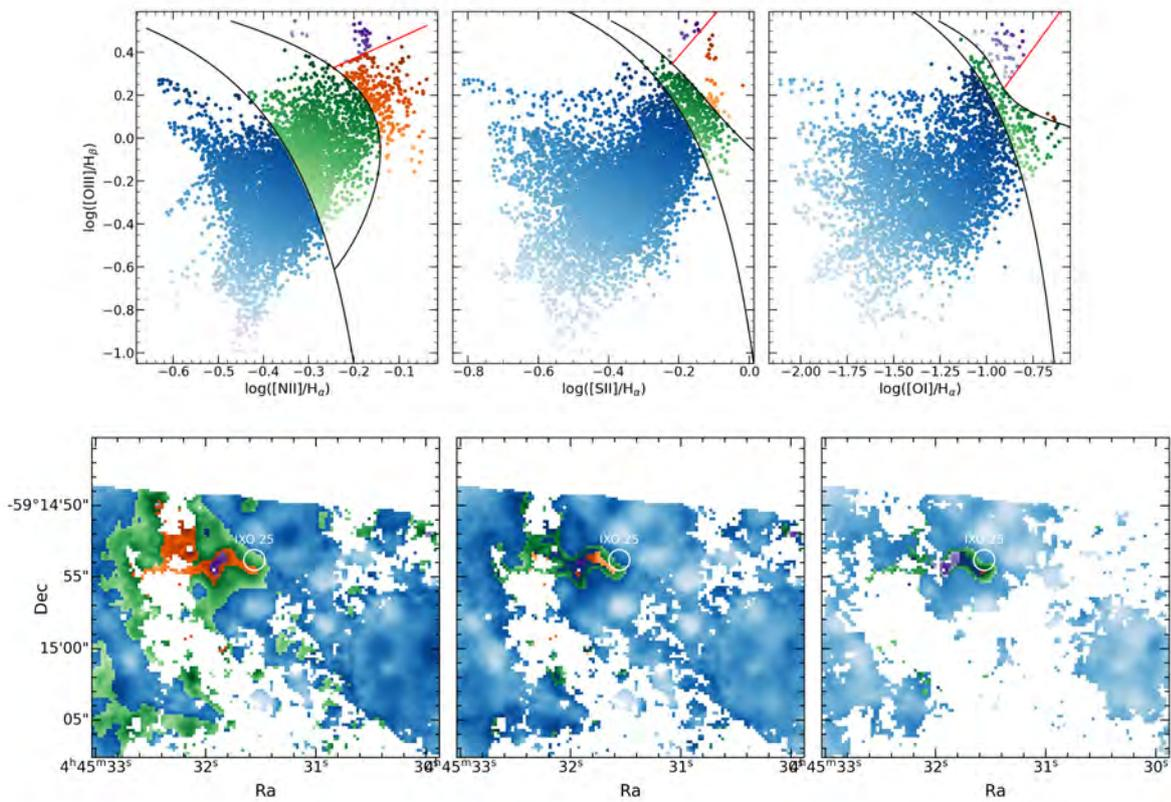 log([OIII]/Hβ)
0.4
0.2
0.0
−0.2
−0.4
−0.6
−0.8
−1.0
−0.6 −0.5 −0.4 −0.3 −0.2 −0.1
−0.8 −0.6 −0.4 −0.2 0.0
−2.00 −1.75 −1.50 −1.25 −1.00 −0.75
log([NII]/Hα) log([SII]/Hα) log([OI]/Hα)
-59°14'50"
55"
15'00"
05"
Dec
IXO 25 IXO 25 IXO 25
4ʰ45ᵐ33ˢ 32ˢ 31ˢ 32ˢ 31ˢ 32ˢ 31ˢ 30ˢ
Ra Ra Ra